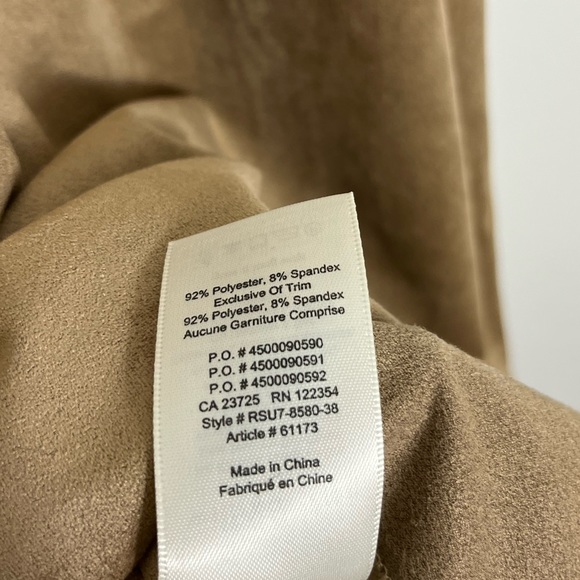 92% Polyester, 8% Spandex
Exclusive Of Trim
92% Polyester, 8% Spandex
Aucune Garniture Comprise
P.O. # 4500090590
P.O. # 4500090591
P.O. # 4500090592
CA 23725 RN 122354
Style # RSU7-8580-38
Article # 61173
Made in China
Fabriqué en Chine